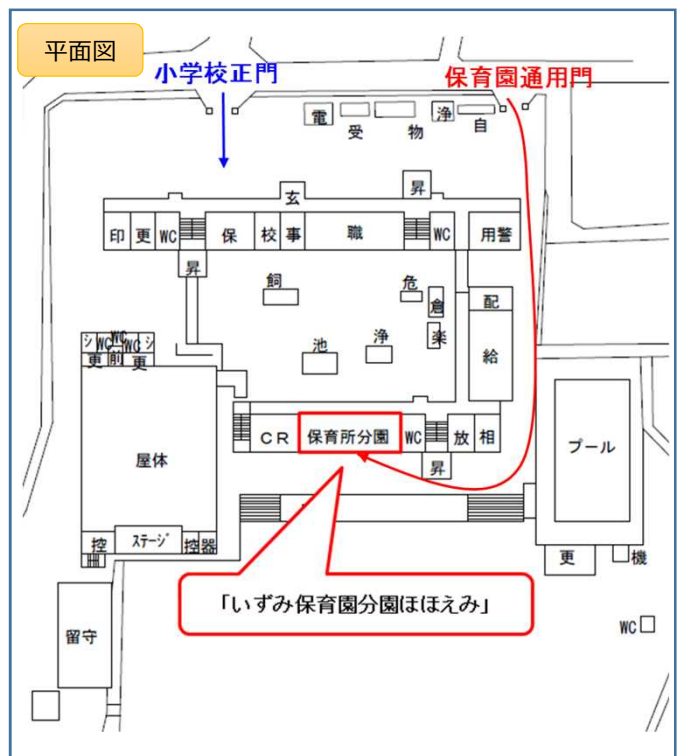 平面図
小学校正門
保育園通用門
電
受
物
浄
自
玄
昇
印
更
WC
保
校
事
職
WC
用警
昇
飼
危
倉
配
楽
池
浄
給
シ
WC
WC
WC
シ
更
前
更
屋体
CR
保育所分園
WC
放
相
昇
プール
控
ステージ
控
器
更
機
「いずみ保育園分園ほほえみ」
留守
WC